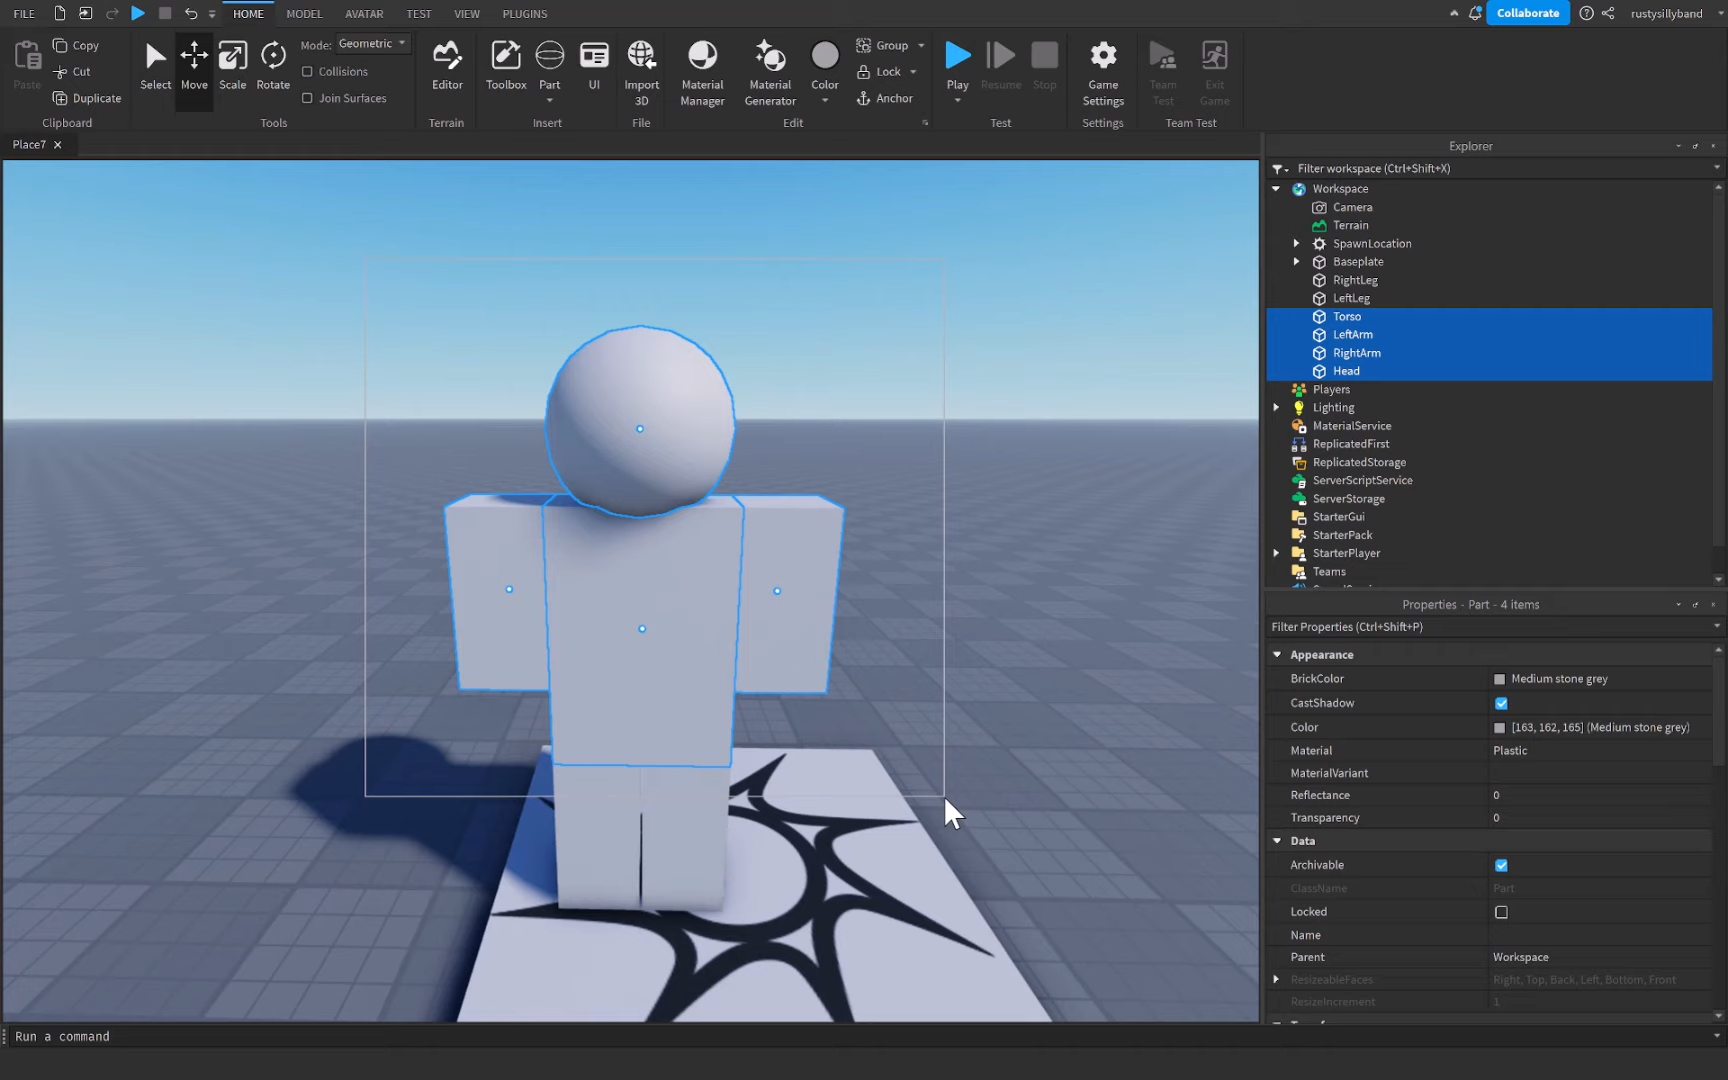 FILE HOME MODEL AVATAR TEST VIEW PLUGINS Collaborate rustysillyband
Copy
Cut
Paste
Duplicate
Clipboard
Select Move Scale Rotate
Mode: Geometric
Collisions
Join Surfaces
Tools
Editor
Terrain
Toolbox Part UI
Insert
Import
3D
File
Material
Manager
Material
Generator
Color
Group
Lock
Anchor
Edit
Play Resume Stop
Test
Game
Settings
Settings
Team
Test
Exit
Game
Team Test
Place7
Explorer
Filter workspace (Ctrl+Shift+X)
Workspace
Camera
Terrain
SpawnLocation
Baseplate
RightLeg
LeftLeg
Torso
LeftArm
RightArm
Head
Players
Lighting
MaterialService
ReplicatedFirst
ReplicatedStorage
ServerScriptService
ServerStorage
StarterGui
StarterPack
StarterPlayer
Teams
Properties - Part - 4 items
Filter Properties (Ctrl+Shift+P)
Appearance
BrickColor Medium stone grey
CastShadow
Color [163, 162, 165] (Medium stone grey)
Material Plastic
MaterialVariant
Reflectance 0
Transparency 0
Data
Archivable
ClassName Part
Locked
Name
Parent Workspace
ResizeableFaces Right, Top, Back, Left, Bottom, Front
ResizeIncrement 1
Run a command